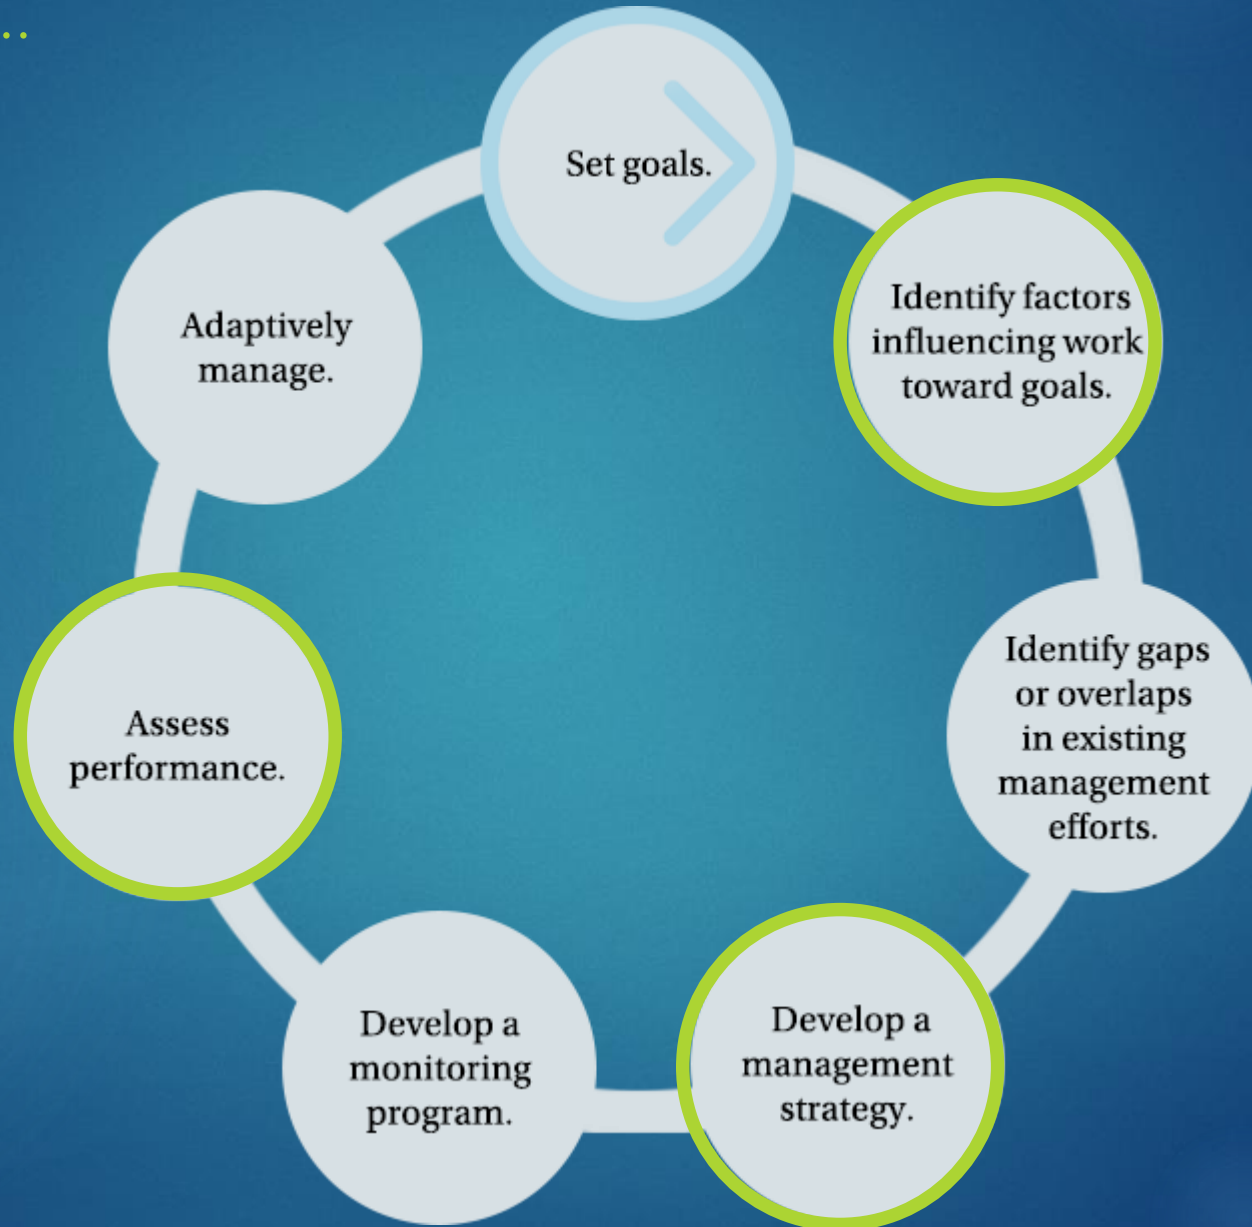 Set goals.
Identify factors
influencing work
toward goals.
Identify gaps
or overlaps
in existing
management
efforts.
Develop a
management
strategy.
Develop a
monitoring
program.
Assess
performance.
Adaptively
manage.